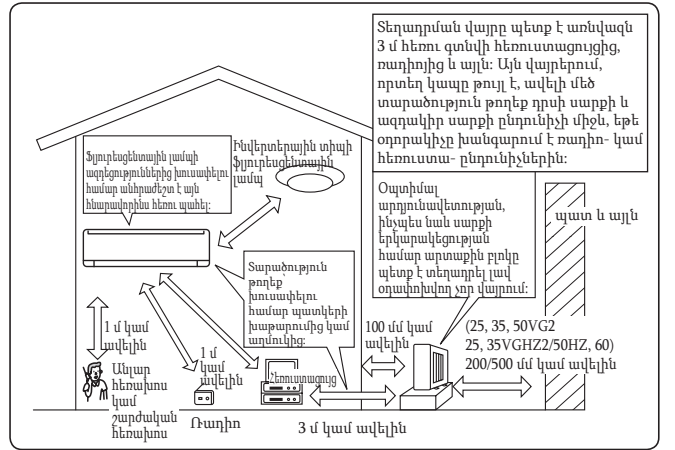 Տեղադրման վայրը պետք է առնվազն
3 մ հեռու գտնվի հեռուստացույցից,
ռադիոյից և այլն։ Այն վայրերում,
որտեղ կապը թույլ է, ավելի մեծ
տարածություն թողեք դրսի սարքի և
ազդակիր սարքի ընդունիչի միջև, եթե
օդորակիչը խանգարում է ռադիո- կամ
հեռուստա- ընդունիչներին։
Ֆլյուրեսցենտային լամպի
ազդեցություններից խուսափելու
համար անհրաժեշտ է այն
հնարավորինս հեռու պահել։
Ինվերտերային տիպի
ֆլյուրեսցենտային
լամպ
Օպտիմալ
արդյունավետության,
ինչպես նաև սարքի
երկարակեցության
համար արտաքին բլոկը
պետք է տեղադրել լավ
օդափոխվող չոր վայրում։
պատ և այլն
Տարածություն
թողեք
խուսափելու
համար պատկերի
խաթարումից կամ
աղմուկից։
1 մ կամ
ավելին
1 մ
կամ
ավելին
100 մմ կամ
ավելին
(25, 35, 50VG2
25, 35VGHZ2/50HZ, 60)
200/500 մմ կամ ավելին
Անլար
հեռախոս
կամ
շարժական
հեռախոս
Ռադիո
Հեռուստացույց
3 մ կամ ավելին